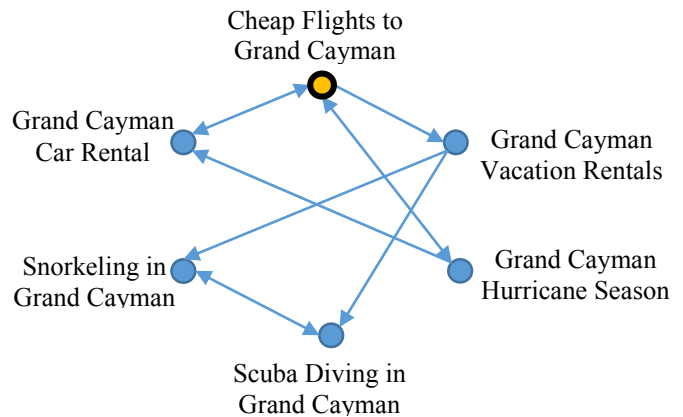 Cheap Flights to
Grand Cayman
Grand Cayman
Car Rental
Grand Cayman
Vacation Rentals
Snorkeling in
Grand Cayman
Grand Cayman
Hurricane Season
Scuba Diving in
Grand Cayman